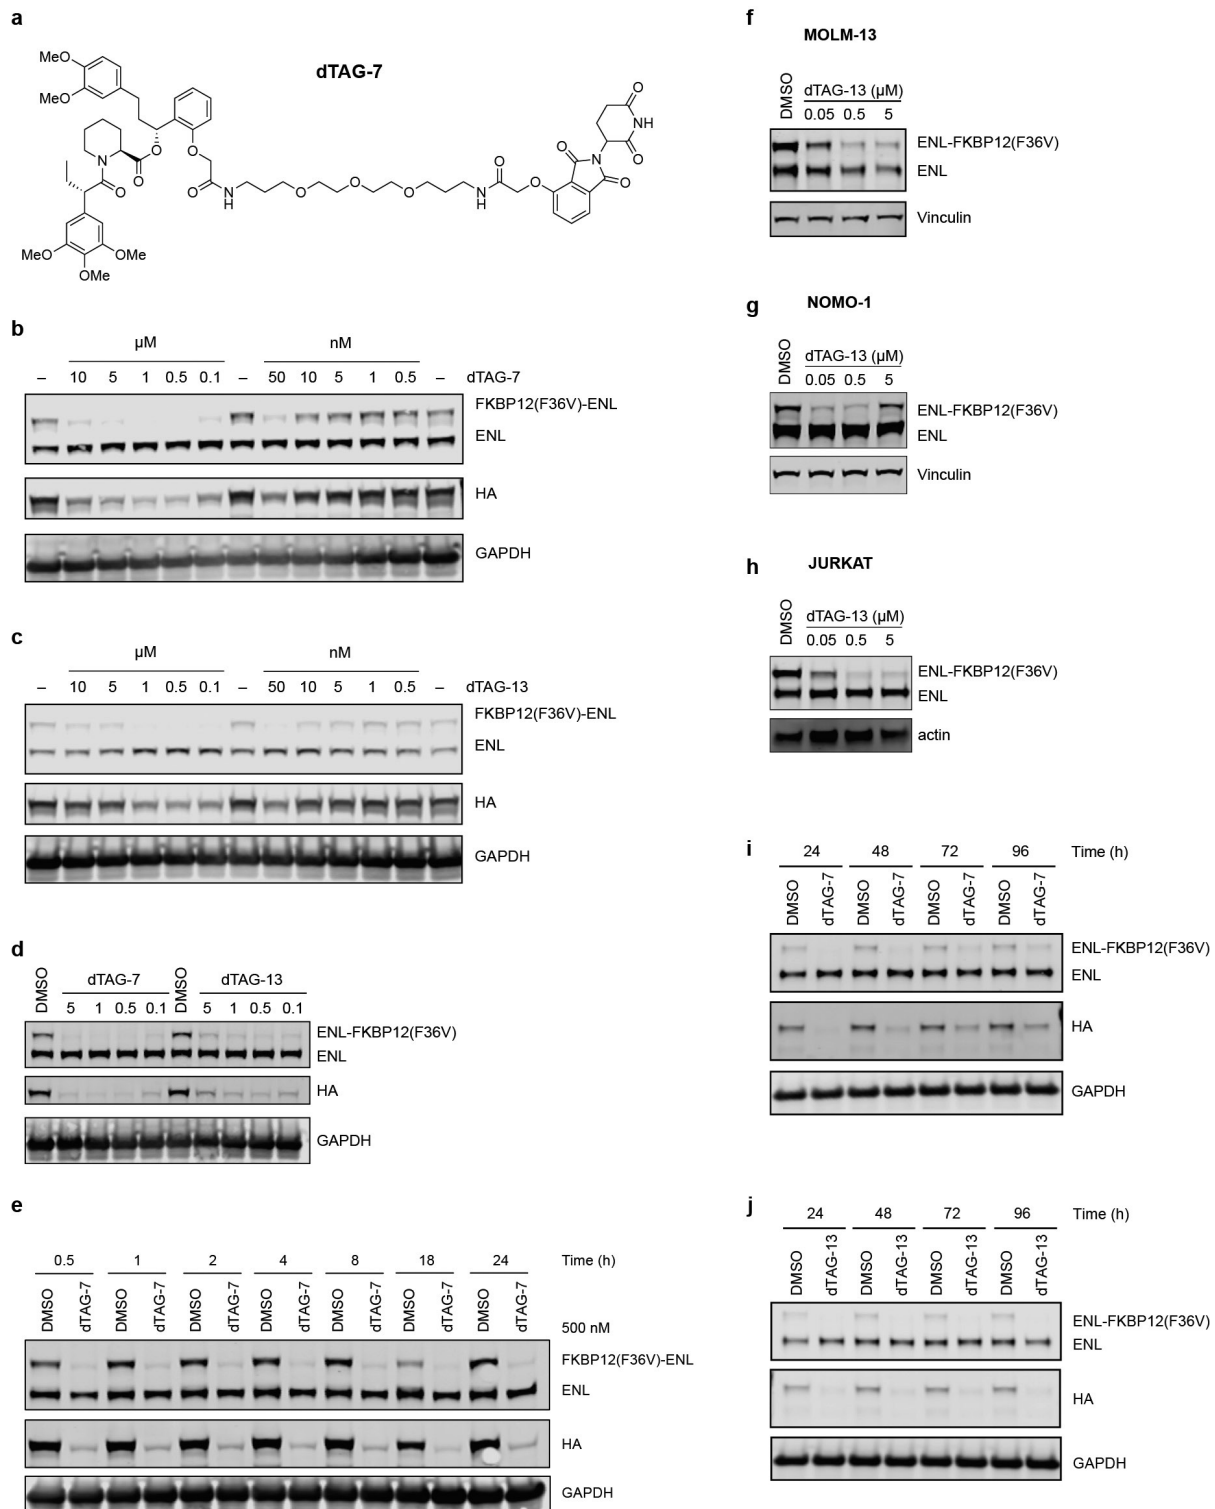 a
dTAG-7
MeO
MeO
N
O
O
O
O
O
N
H
O
O
O
N
H
O
O
O
N
O
O
NH
O
MeO
OMe
OMe
b
µM
nM
– 10 5 1 0.5 0.1 – 50 10 5 1 0.5 – dTAG-7
FKBP12(F36V)-ENL
ENL
HA
GAPDH
c
µM
nM
– 10 5 1 0.5 0.1 – 50 10 5 1 0.5 – dTAG-13
FKBP12(F36V)-ENL
ENL
HA
GAPDH
d
DMSO dTAG-7 DMSO dTAG-13
5 1 0.5 0.1 5 1 0.5 0.1
ENL-FKBP12(F36V)
ENL
HA
GAPDH
e
0.5 1 2 4 8 18 24 Time (h)
DMSO dTAG-7 DMSO dTAG-7 DMSO dTAG-7 DMSO dTAG-7 DMSO dTAG-7 DMSO dTAG-7 DMSO dTAG-7
500 nM
FKBP12(F36V)-ENL
ENL
HA
GAPDH
f
MOLM-13
DMSO dTAG-13 (µM)
0.05 0.5 5
ENL-FKBP12(F36V)
ENL
Vinculin
g
NOMO-1
DMSO dTAG-13 (µM)
0.05 0.5 5
ENL-FKBP12(F36V)
ENL
Vinculin
h
JURKAT
DMSO dTAG-13 (µM)
0.05 0.5 5
ENL-FKBP12(F36V)
ENL
actin
i
24 48 72 96 Time (h)
DMSO dTAG-7 DMSO dTAG-7 DMSO dTAG-7 DMSO dTAG-7
ENL-FKBP12(F36V)
ENL
HA
GAPDH
j
24 48 72 96 Time (h)
DMSO dTAG-13 DMSO dTAG-13 DMSO dTAG-13 DMSO dTAG-13
ENL-FKBP12(F36V)
ENL
HA
GAPDH